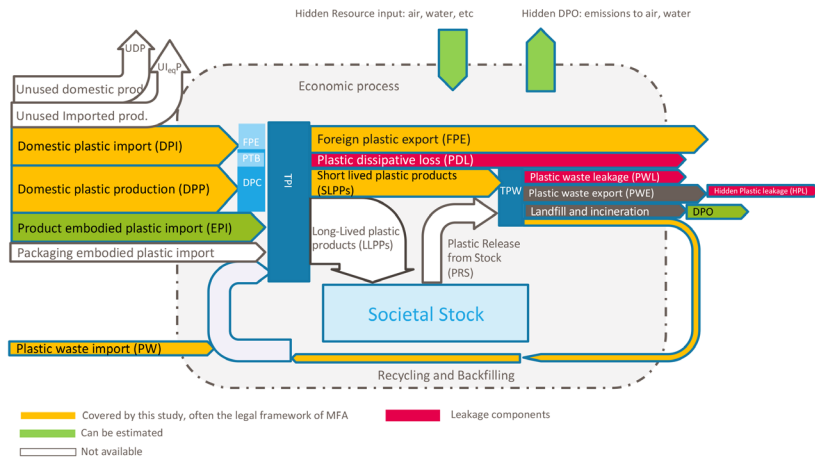 Hidden Resource input: air, water, etc
Hidden DPO: emissions to air, water
UDP
UIeqP
Economic process
Unused domestic prod.
Unused Imported prod.
Domestic plastic import (DPI)
FPE
Foreign plastic export (FPE)
PTB
Plastic dissipative loss (PDL)
TPI
Domestic plastic production (DPP)
DPC
Short lived plastic products
(SLPPs)
TPW
Plastic waste leakage (PWL)
Plastic waste export (PWE)
Hidden Plastic leakage (HPL)
Landfill and incineration
DPO
Product embodied plastic import (EPI)
Long-Lived plastic
products (LLPPs)
Plastic Release
from Stock
(PRS)
Packaging embodied plastic import
Societal Stock
Plastic waste import (PW)
Recycling and Backfilling
Covered by this study, often the legal framework of MFA
Leakage components
Can be estimated
Not available